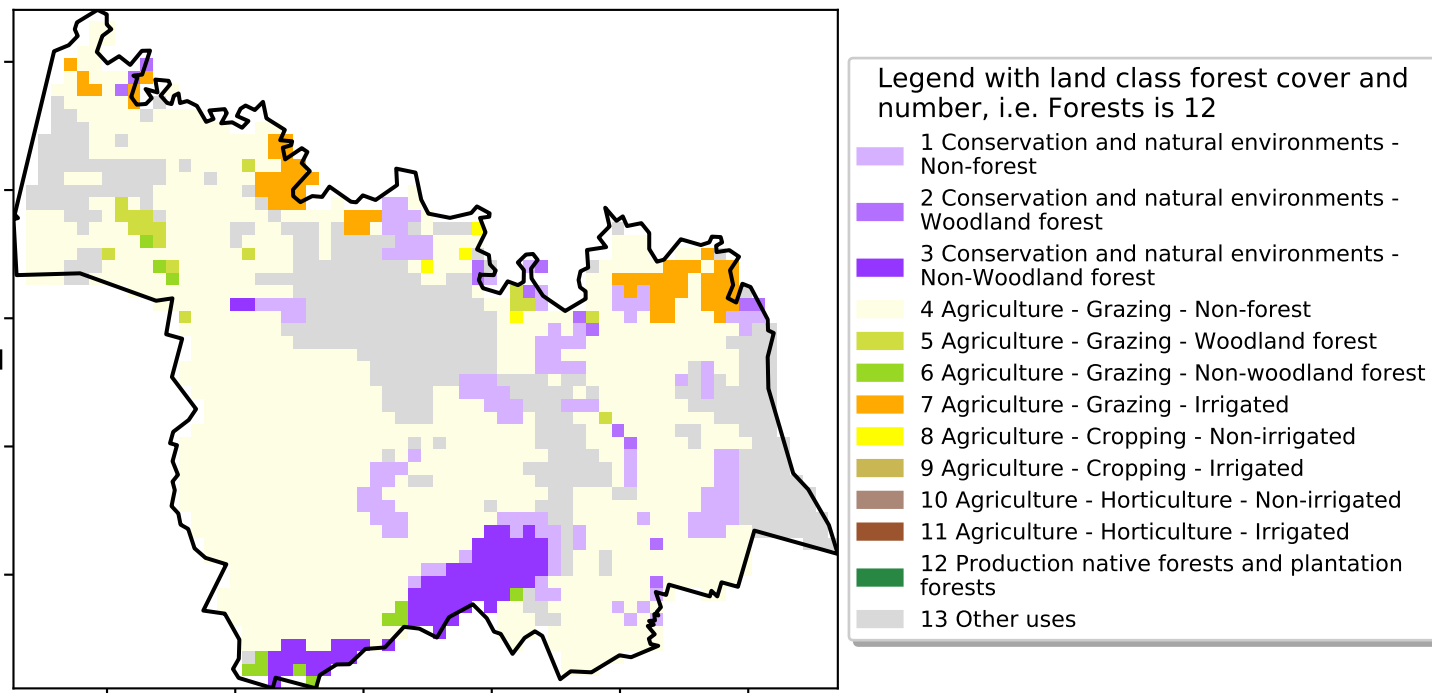 Legend with land class forest cover and
number, i.e. Forests is 12
1 Conservation and natural environments -
Non-forest
2 Conservation and natural environments -
Woodland forest
3 Conservation and natural environments -
Non-Woodland forest
4 Agriculture - Grazing - Non-forest
5 Agriculture - Grazing - Woodland forest
6 Agriculture - Grazing - Non-woodland forest
7 Agriculture - Grazing - Irrigated
8 Agriculture - Cropping - Non-irrigated
9 Agriculture - Cropping - Irrigated
10 Agriculture - Horticulture - Non-irrigated
11 Agriculture - Horticulture - Irrigated
12 Production native forests and plantation
forests
13 Other uses